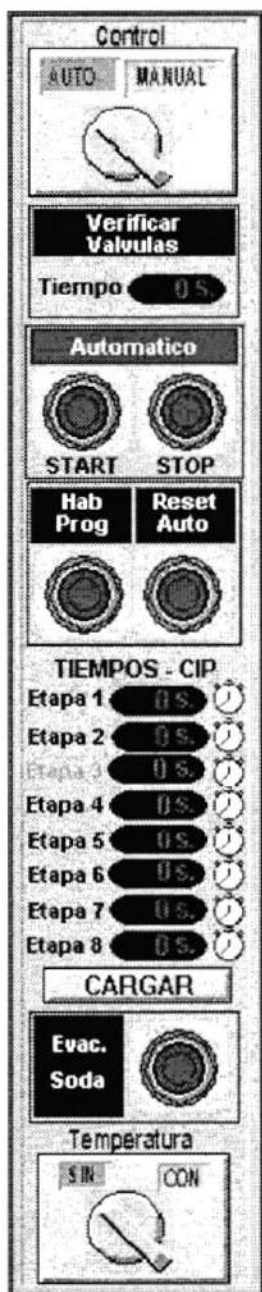 Control
AUTO MANUAL
Verificar
Valvulas
Tiempo 0 s.
Automatico
START STOP
Hab Reset
Prog Auto
TIEMPOS - CIP
Etapa 1 0 s.
Etapa 2 0 s.
Etapa 3 0 s.
Etapa 4 0 s.
Etapa 5 0 s.
Etapa 6 0 s.
Etapa 7 0 s.
Etapa 8 0 s.
CARGAR
Evac.
Soda
Temperatura
SIN CON